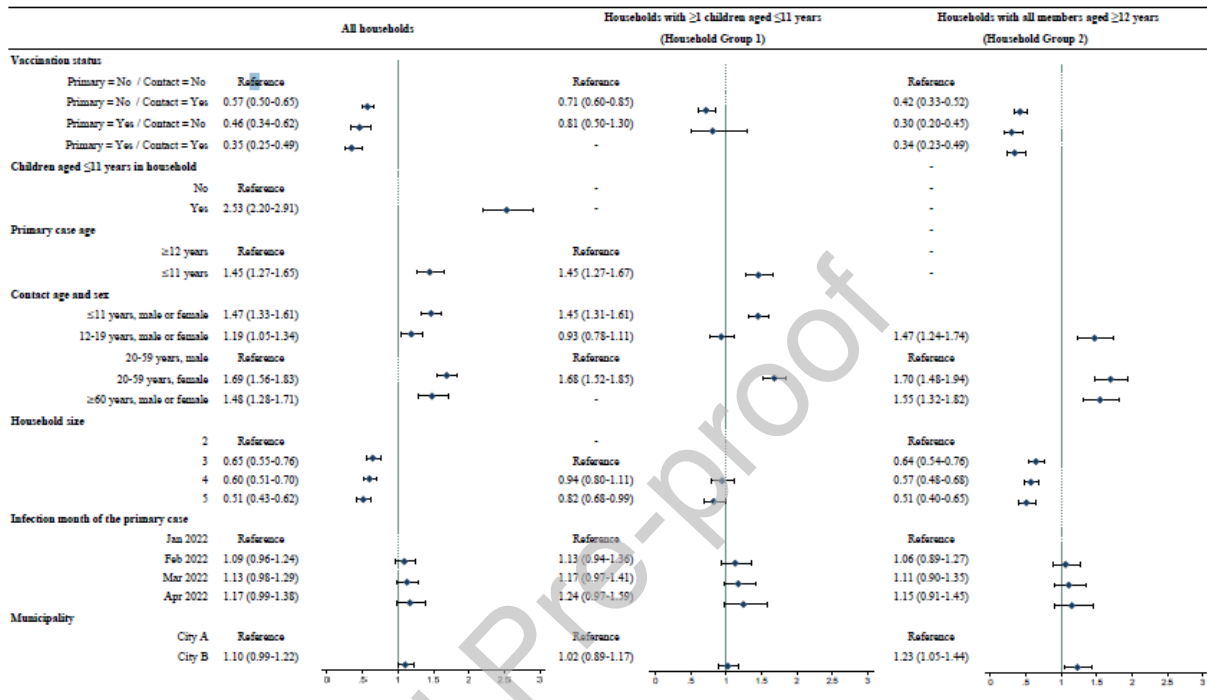 All households Households with ≥1 children aged ≤11 years (Household Group 1) Households with all members aged ≥12 years (Household Group 2)
Vaccination status
Primary = No / Contact = No Reference Reference Reference
Primary = No / Contact = Yes 0.57 (0.50-0.65) 0.71 (0.60-0.85) 0.42 (0.33-0.52)
Primary = Yes / Contact = No 0.46 (0.34-0.62) 0.81 (0.50-1.30) 0.30 (0.20-0.45)
Primary = Yes / Contact = Yes 0.35 (0.25-0.49) - 0.34 (0.23-0.49)
Children aged ≤11 years in household -
No Reference - -
Yes 2.53 (2.20-2.91) - -
Primary case age -
≥12 years Reference Reference -
≤11 years 1.45 (1.27-1.65) 1.45 (1.27-1.67) -
Contact age and sex
≤11 years, male or female 1.47 (1.33-1.61) 1.45 (1.31-1.61)
12-19 years, male or female 1.19 (1.05-1.34) 0.93 (0.78-1.11) 1.47 (1.24-1.74)
20-59 years, male Reference Reference Reference
20-59 years, female 1.69 (1.56-1.83) 1.68 (1.52-1.85) 1.70 (1.48-1.94)
≥60 years, male or female 1.48 (1.28-1.71) - 1.55 (1.32-1.82)
Household size
2 Reference - Reference
3 0.65 (0.55-0.76) Reference 0.64 (0.54-0.76)
4 0.60 (0.51-0.70) 0.94 (0.80-1.11) 0.57 (0.48-0.68)
5 0.51 (0.43-0.62) 0.82 (0.68-0.99) 0.51 (0.40-0.65)
Infection month of the primary case
Jan 2022 Reference Reference Reference
Feb 2022 1.09 (0.96-1.24) 1.13 (0.94-1.36) 1.06 (0.89-1.27)
Mar 2022 1.13 (0.98-1.29) 1.17 (0.97-1.41) 1.11 (0.90-1.35)
Apr 2022 1.17 (0.99-1.38) 1.24 (0.97-1.59) 1.15 (0.91-1.45)
Municipality
City A Reference Reference Reference
City B 1.10 (0.99-1.22) 1.02 (0.89-1.17) 1.23 (1.05-1.44)
0 .5 1 1.5 2 2.5 3 0 .5 1 1.5 2 2.5 3 0 .5 1 1.5 2 2.5 3
Pre-proof